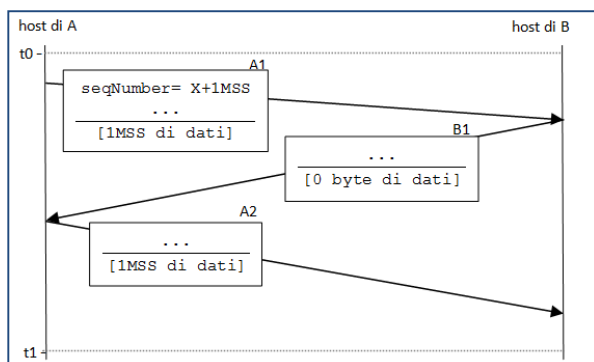 host di A
host di B
t0
A1
seqNumber= X+1MSS
...
[1MSS di dati]
B1
...
[0 byte di dati]
A2
...
[1MSS di dati]
t1